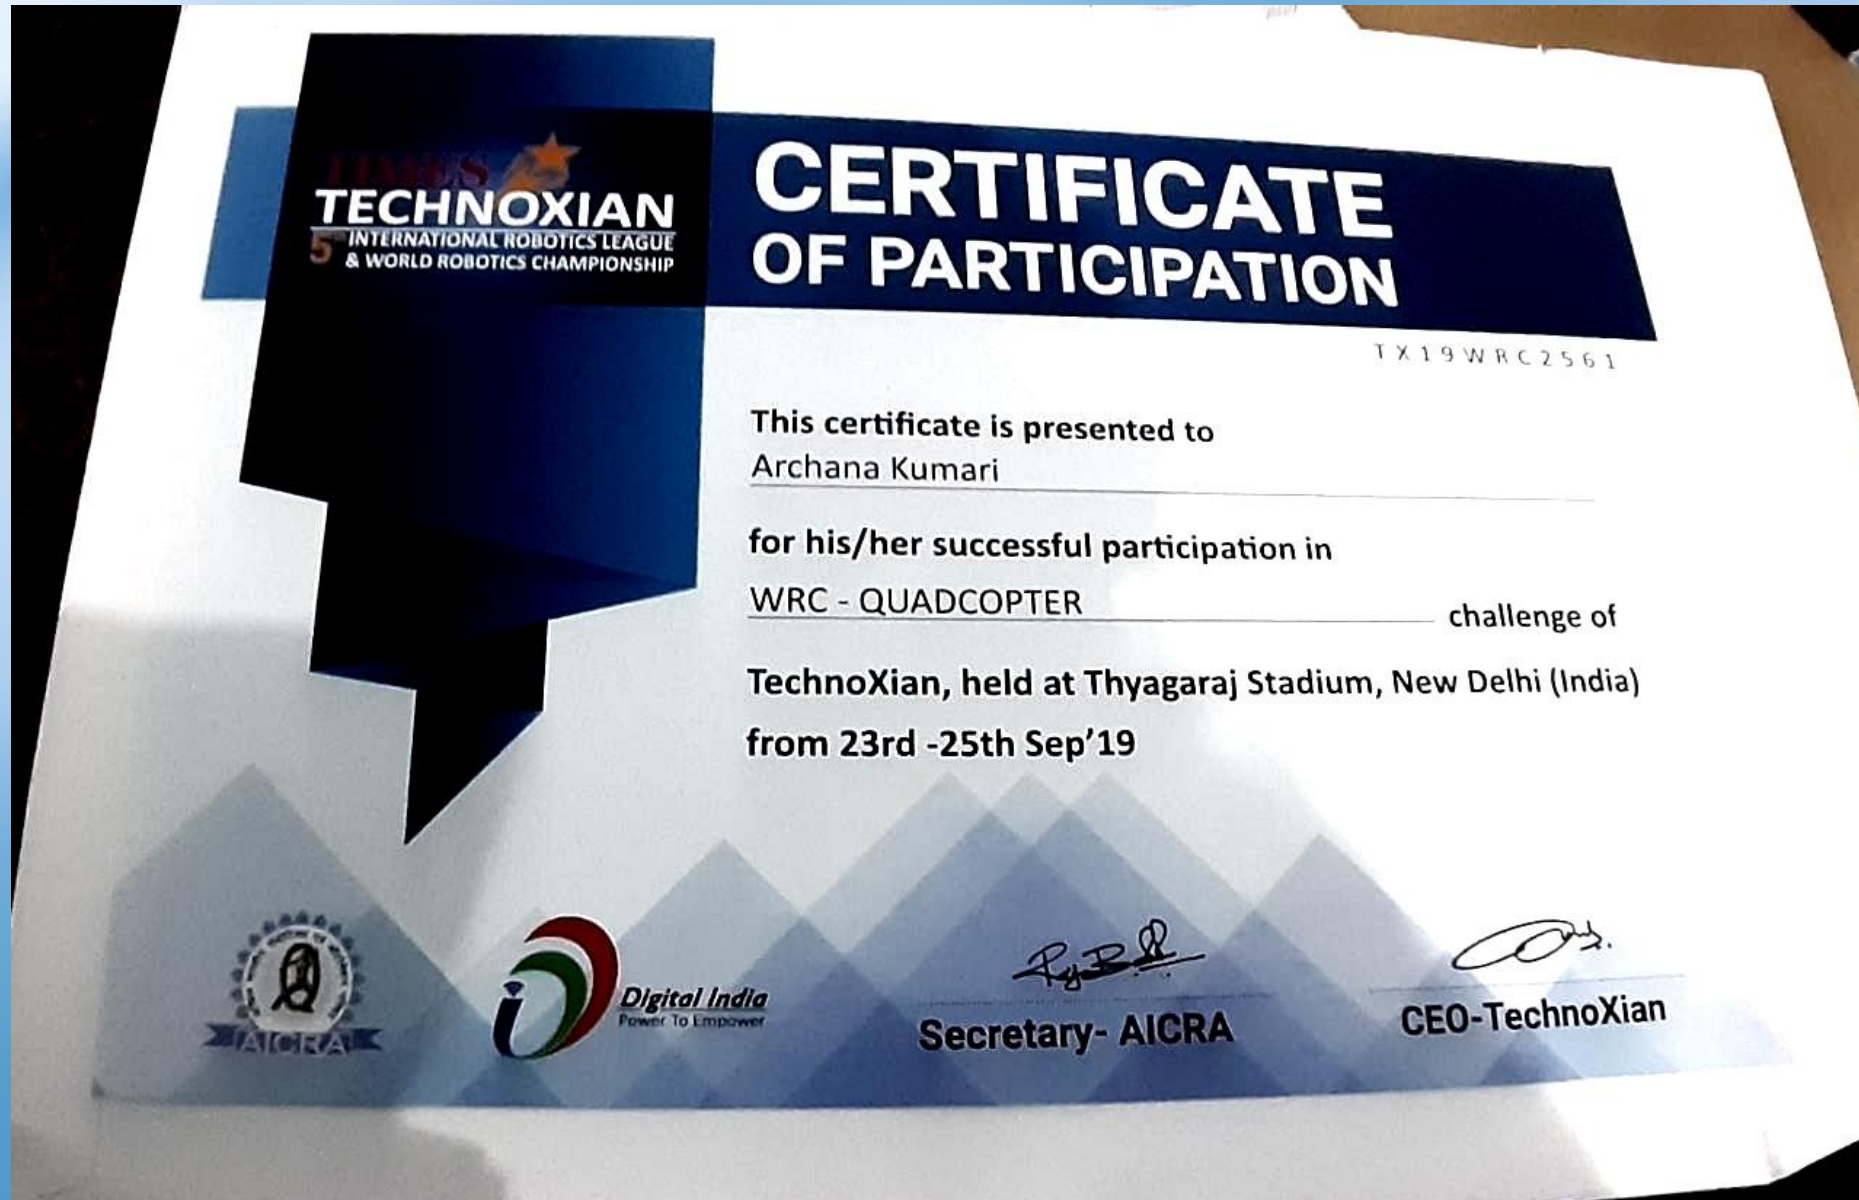 TIMES
TECHNOXIAN
5th INTERNATIONAL ROBOTICS LEAGUE
& WORLD ROBOTICS CHAMPIONSHIP
CERTIFICATE
OF PARTICIPATION
TX19WRC2561
This certificate is presented to
Archana Kumari
for his/her successful participation in
WRC - QUADCOPTER challenge of
TechnoXian, held at Thyagaraj Stadium, New Delhi (India)
from 23rd -25th Sep'19
AICRA
Digital India
Power To Empower
Secretary- AICRA
CEO-TechnoXian